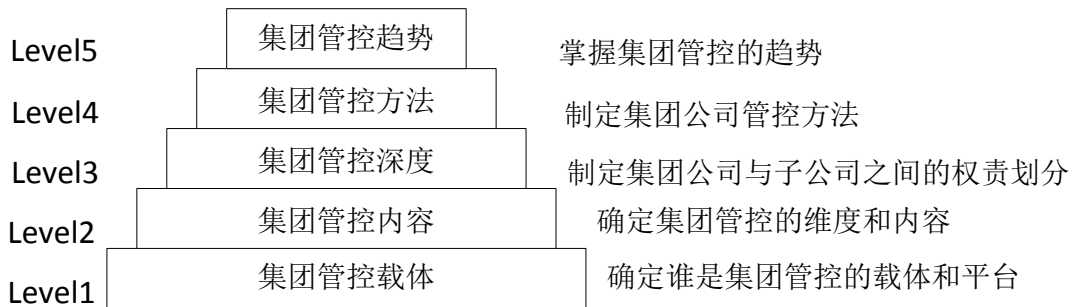 Level5 集团管控趋势 掌握集团管控的趋势
Level4 集团管控方法 制定集团公司管控方法
Level3 集团管控深度 制定集团公司与子公司之间的权责划分
Level2 集团管控内容 确定集团管控的维度和内容
Level1 集团管控载体 确定谁是集团管控的载体和平台